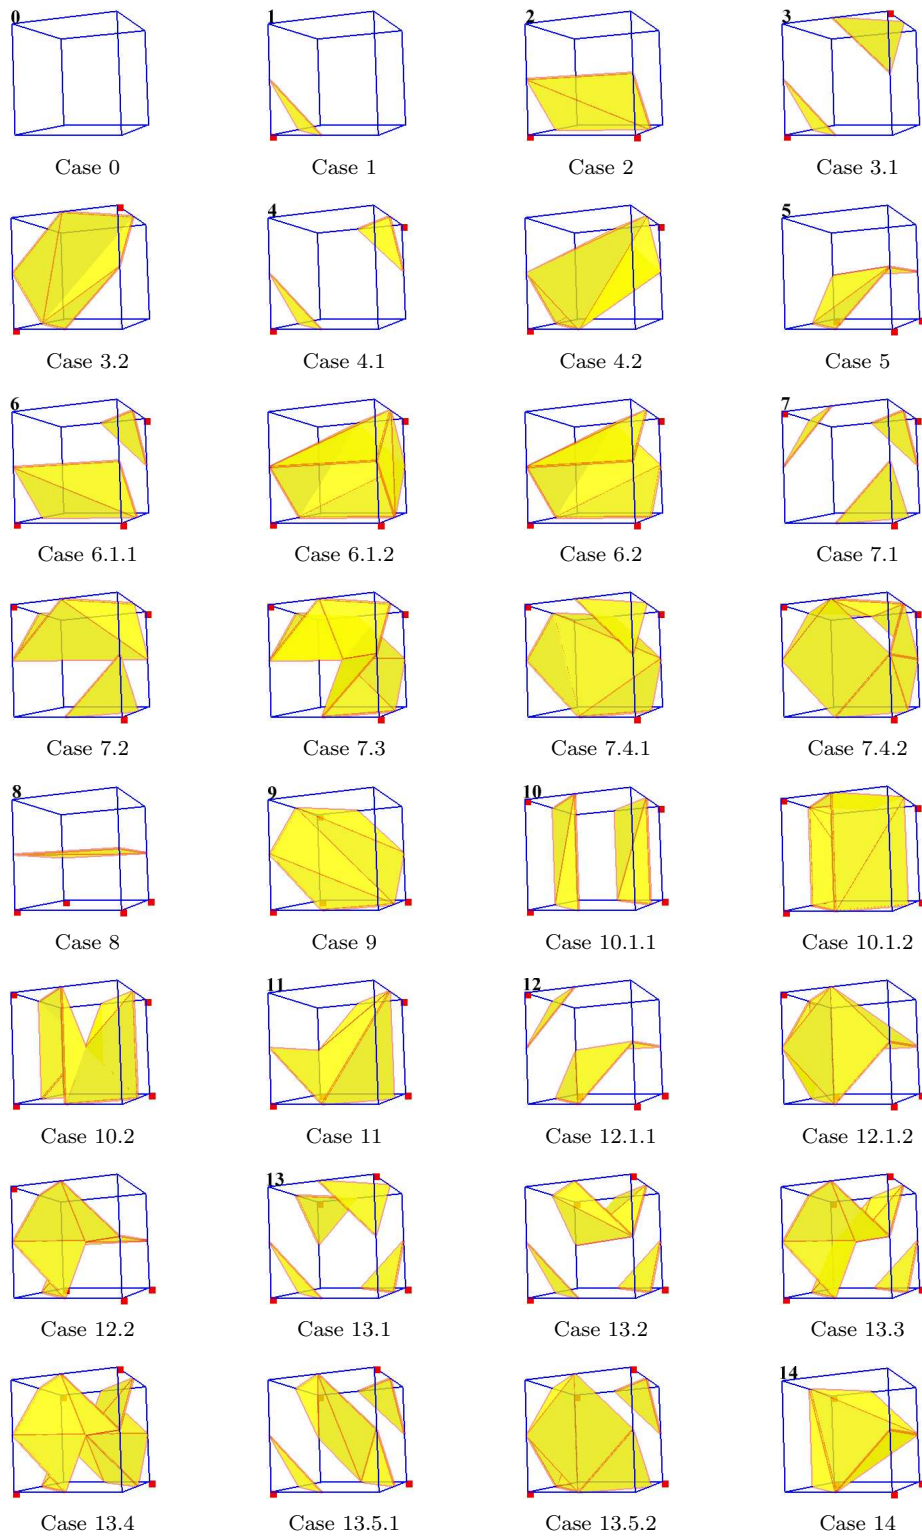 0 1 2 3
Case 0 Case 1 Case 2 Case 3.1
4 5
Case 3.2 Case 4.1 Case 4.2 Case 5
6 7
Case 6.1.1 Case 6.1.2 Case 6.2 Case 7.1
Case 7.2 Case 7.3 Case 7.4.1 Case 7.4.2
8 9 10
Case 8 Case 9 Case 10.1.1 Case 10.1.2
11 12
Case 10.2 Case 11 Case 12.1.1 Case 12.1.2
13
Case 12.2 Case 13.1 Case 13.2 Case 13.3
14
Case 13.4 Case 13.5.1 Case 13.5.2 Case 14